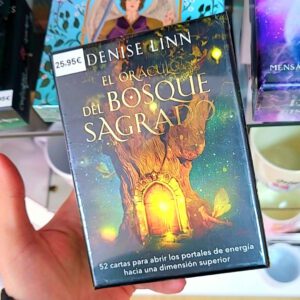 25.95€
DENISE LINN
EL ORÁCULO
DEL BOSQUE
SAGRADO
52 cartas para abrir los portales de energía
hacia una dimensión superior
MENSA